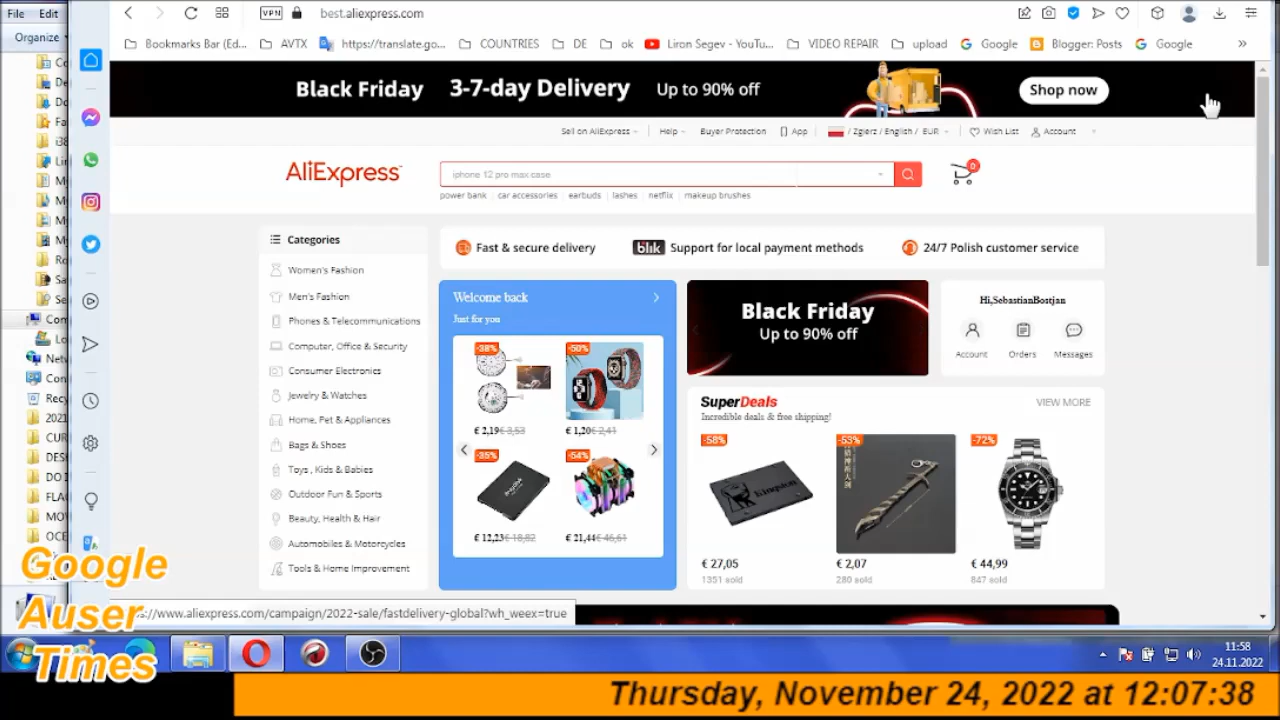 File Edit
Organize
VPN best.aliexpress.com
Bookmarks Bar (Ed... AVTX https://translate.go... COUNTRIES DE ok Liron Segev - YouTu... VIDEO REPAIR upload Google Blogger: Posts Google »
Black Friday 3-7-day Delivery Up to 90% off Shop now
Sell on AliExpress Help Buyer Protection App / Zgierz / English / EUR Wish List Account
AliExpress
iphone 12 pro max case
0
power bank car accessories earbuds lashes netflix makeup brushes
Categories
Women's Fashion
Men's Fashion
Phones & Telecommunications
Computer, Office & Security
Consumer Electronics
Jewelry & Watches
Home, Pet & Appliances
Bags & Shoes
Toys , Kids & Babies
Outdoor Fun & Sports
Beauty, Health & Hair
Automobiles & Motorcycles
Tools & Home Improvement
Fast & secure delivery blik Support for local payment methods 24/7 Polish customer service
Welcome back
Just for you
-38% -50%
€ 2,19 €3,53 € 1,20 €2,41
-35% -54%
€ 12,23 €18,82 € 21,44 €46,61
Black Friday
Up to 90% off
Hi,SebastianBostjan
Account Orders Messages
SuperDeals VIEW MORE
Incredible deals & free shipping!
-58% -53% -72%
Kingston
€ 27,05 € 2,07 € 44,99
1351 sold 280 sold 847 sold
://www.aliexpress.com/campaign/2022-sale/fastdelivery-global?wh_weex=true
Google
Auser
Times
11:58
24.11.2022
Thursday, November 24, 2022 at 12:07:38